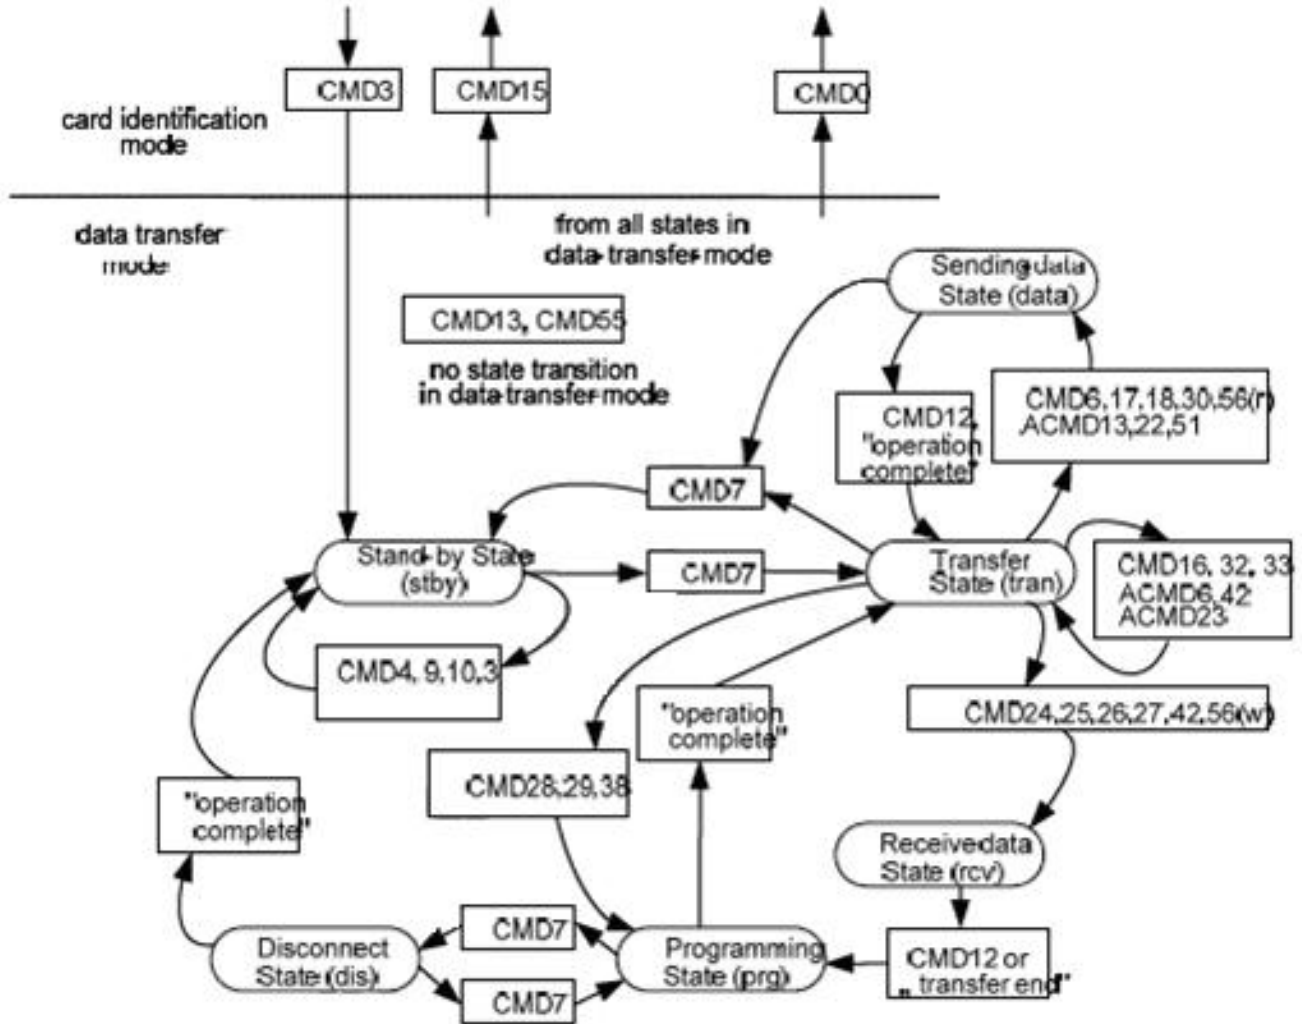 CMD3
CMD15
CMD0
card identification
mode
data transfer
mode
from all states in
data-transfer-mode
Sending data
State (data)
CMD13, CMD55
no state transition
in data-transfer-mode
CMD12,
"operation
complete"
CMD6,17,18,30,56(r)
ACMD13,22,51
CMD7
Stand-by State
(stby)
CMD7
Transfer
State (tran)
CMD16, 32, 33
ACMD6,42
ACMD23
CMD4, 9,10,3
"operation
complete"
CMD24,25,26,27,42,56(w)
CMD28,29,38
"operation
complete"
Receive data
State (rcv)
CMD7
Disconnect
State (dis)
Programming
State (prg)
CMD12 or
„ transfer end"
CMD7